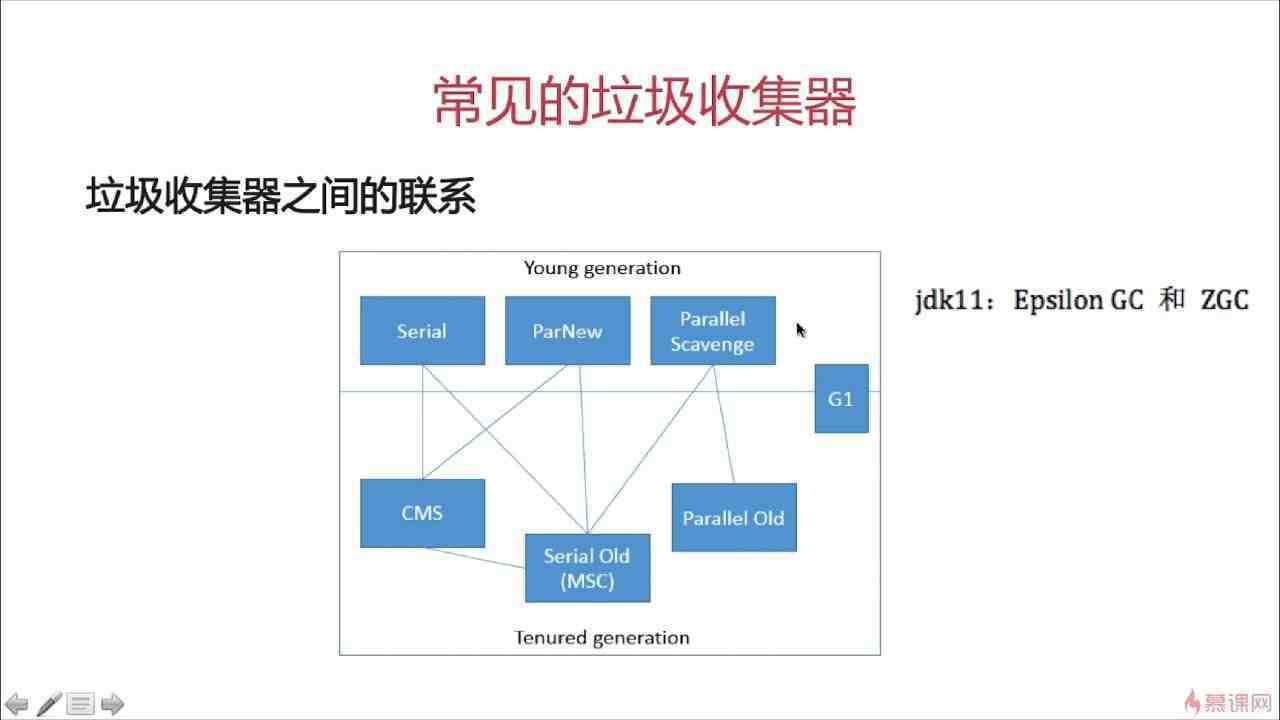 常见的垃圾收集器
垃圾收集器之间的联系
Young generation
Serial
ParNew
Parallel
Scavenge
G1
jdk11：Epsilon GC 和 ZGC
CMS
Serial Old
(MSC)
Parallel Old
Tenured generation
慕课网